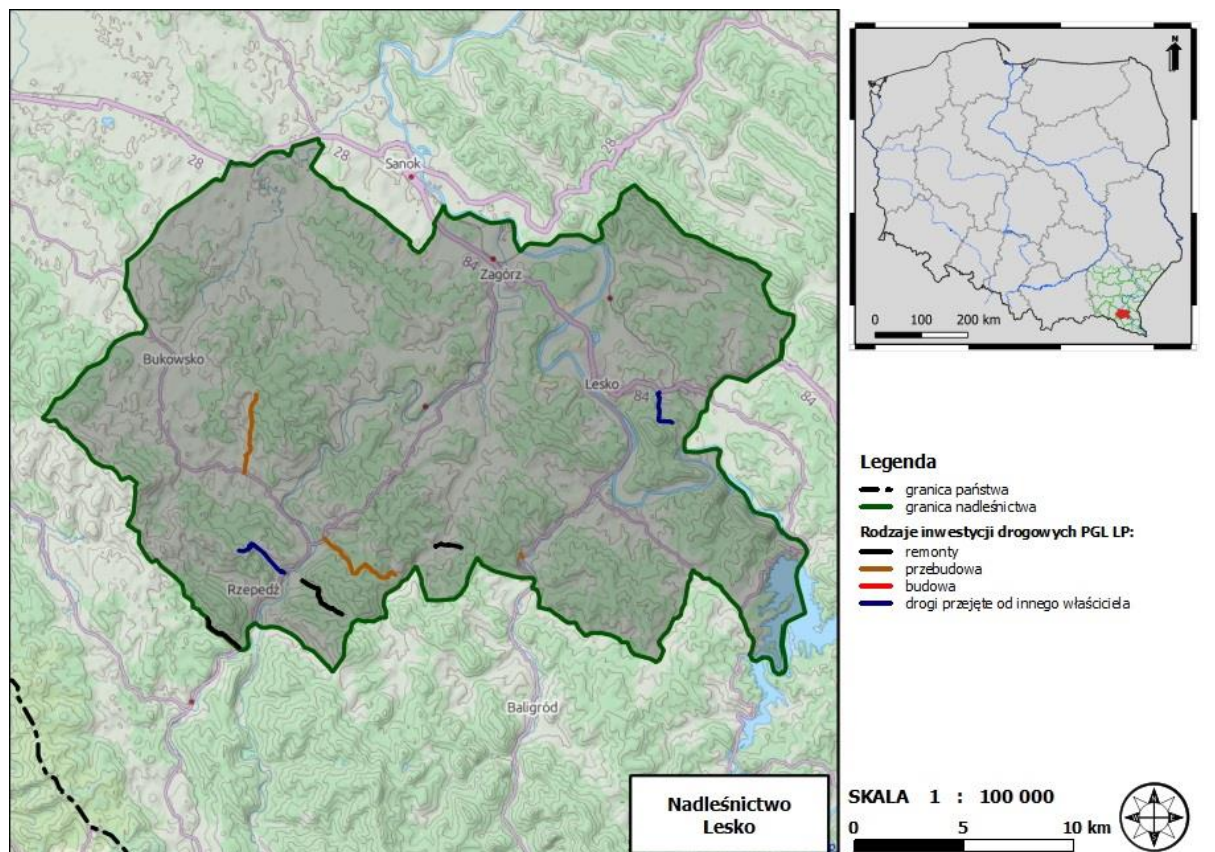 28
28
28
Sanok
84
Zagórz
Bukowsko
Lesko
84
84
Rzepedź
Baligród
Nadleśnictwo
Lesko
N
0 100 200 km
Legenda
granica państwa
granica nadleśnictwa
Rodzaje inwestycji drogowych PGL LP:
remonty
przebudowa
budowa
drogi przejęte od innego właściciela
SKALA 1 : 100 000
0 5 10 km